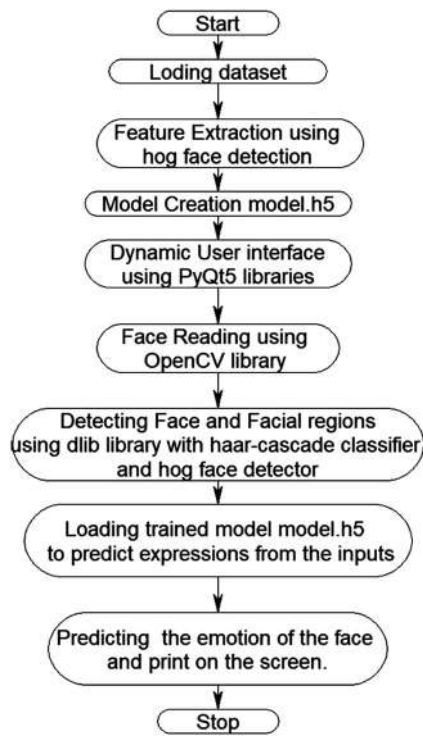 Start
Loding dataset
Feature Extraction using
hog face detection
Model Creation model.h5
Dynamic User interface
using PyQt5 libraries
Face Reading using
OpenCV library
Detecting Face and Facial regions
using dlib library with haar-cascade classifier
and hog face detector
Loading trained model model.h5
to predict expressions from the inputs
Predicting the emotion of the face
and print on the screen.
Stop